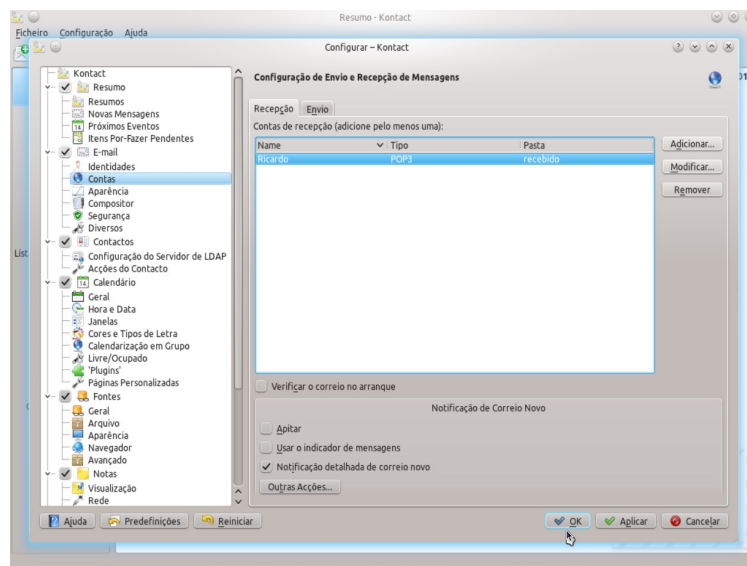 Resumo - Kontact
Ficheiro Configuração Ajuda
Configurar – Kontact
Kontact
Resumo
Resumos
Novas Mensagens
Próximos Eventos
Itens Por-Fazer Pendentes
E-mail
Identidades
Contas
Aparência
Compositor
Segurança
Diversos
Contactos
Configuração do Servidor de LDAP
Acções do Contacto
Calendário
Geral
Hora e Data
Janelas
Cores e Tipos de Letra
Calendarização em Grupo
Livre/Ocupado
'Plugins'
Páginas Personalizadas
Fontes
Geral
Arquivo
Aparência
Navegador
Avançado
Notas
Visualização
Rede
List
Configuração de Envio e Recepção de Mensagens
Recepção Envio
Contas de recepção (adicione pelo menos uma):
Name Tipo Pasta
Ricardo POP3 recebido
Adicionar...
Modificar...
Remover
Verificar o correio no arranque
Notificação de Correio Novo
Apitar
Usar o indicador de mensagens
Notificação detalhada de correio novo
Outras Acções...
Ajuda Predefinições Reiniciar OK Aplicar Cancelar